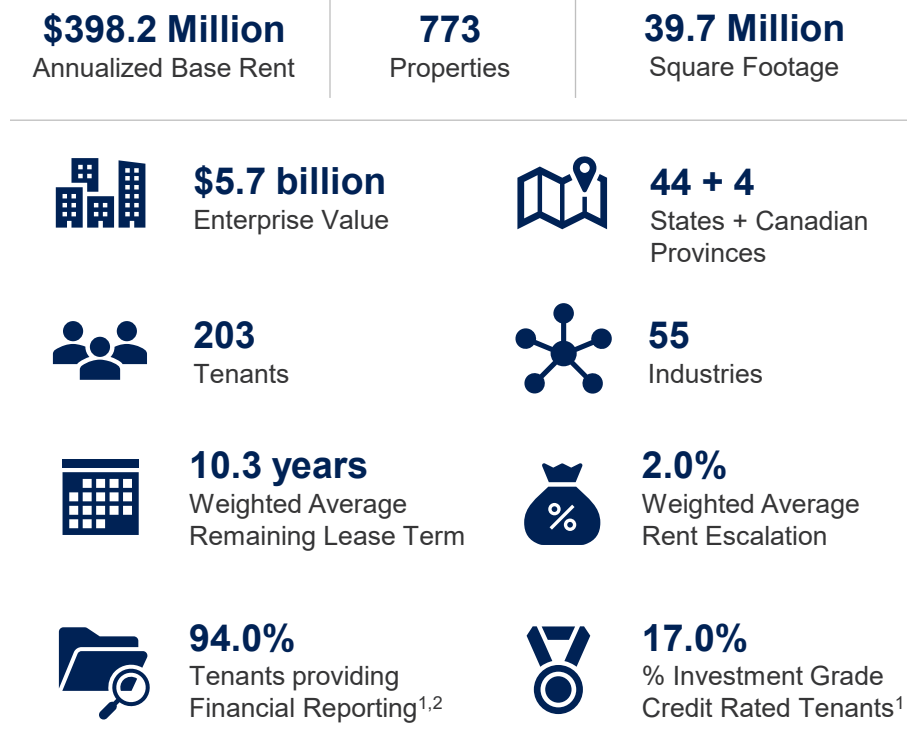 $398.2 Million
Annualized Base Rent
773
Properties
39.7 Million
Square Footage
$5.7 billion
Enterprise Value
44 + 4
States + Canadian
Provinces
203
Tenants
55
Industries
10.3 years
Weighted Average
Remaining Lease Term
%
2.0%
Weighted Average
Rent Escalation
94.0%
Tenants providing
Financial Reporting1,2
17.0%
% Investment Grade
Credit Rated Tenants1